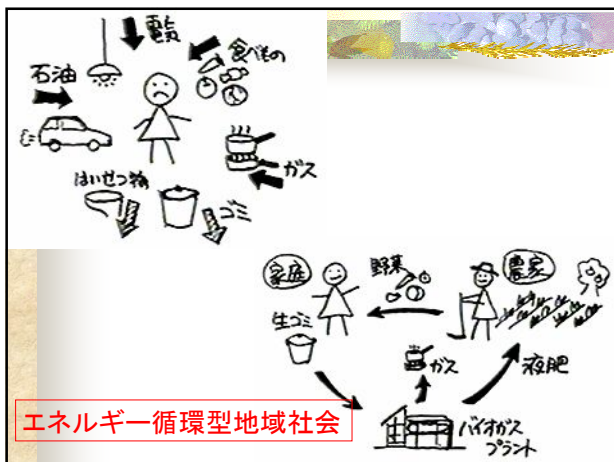 電気
食べもの
石油
ガス
はいせつ物
ゴミ
家庭
野菜
農家
生ゴミ
ガス
液肥
バイオガス
プラント
エネルギー循環型地域社会